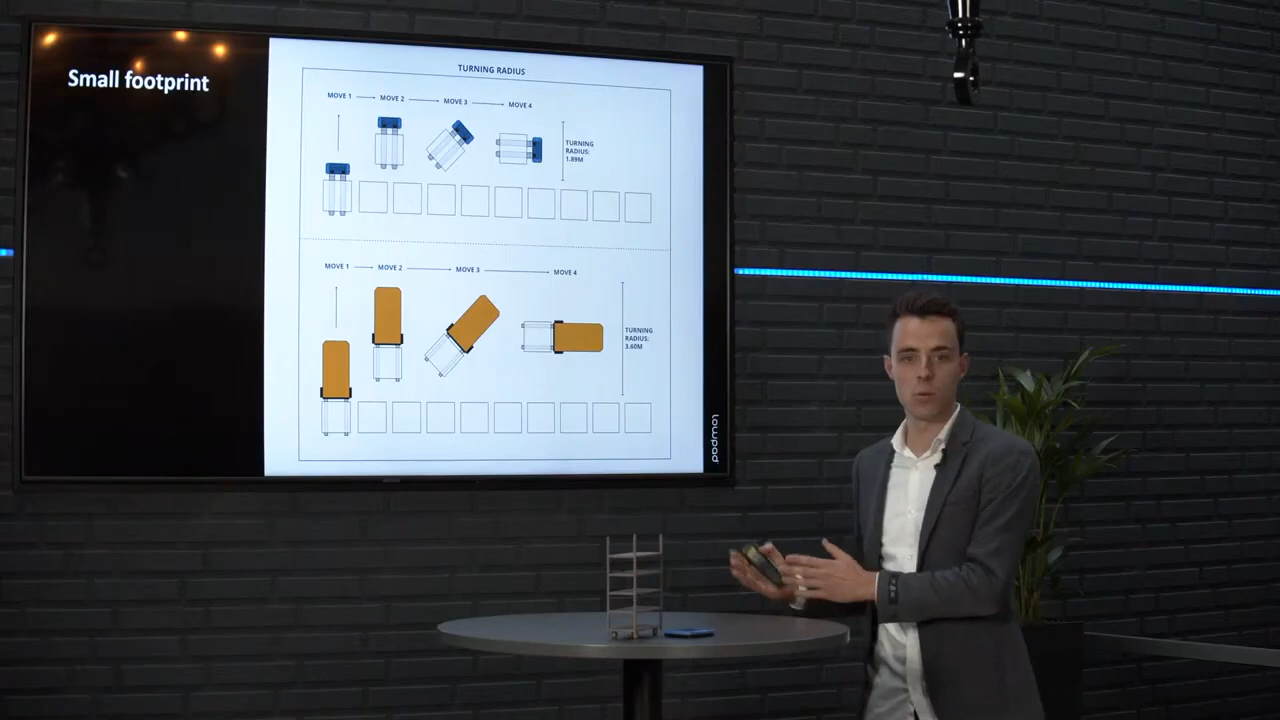 Small footprint
TURNING RADIUS
MOVE 1 MOVE 2 MOVE 3 MOVE 4
TURNING
RADIUS:
1.89M
MOVE 1 MOVE 2 MOVE 3 MOVE 4
TURNING
RADIUS:
3.60M
lowpad